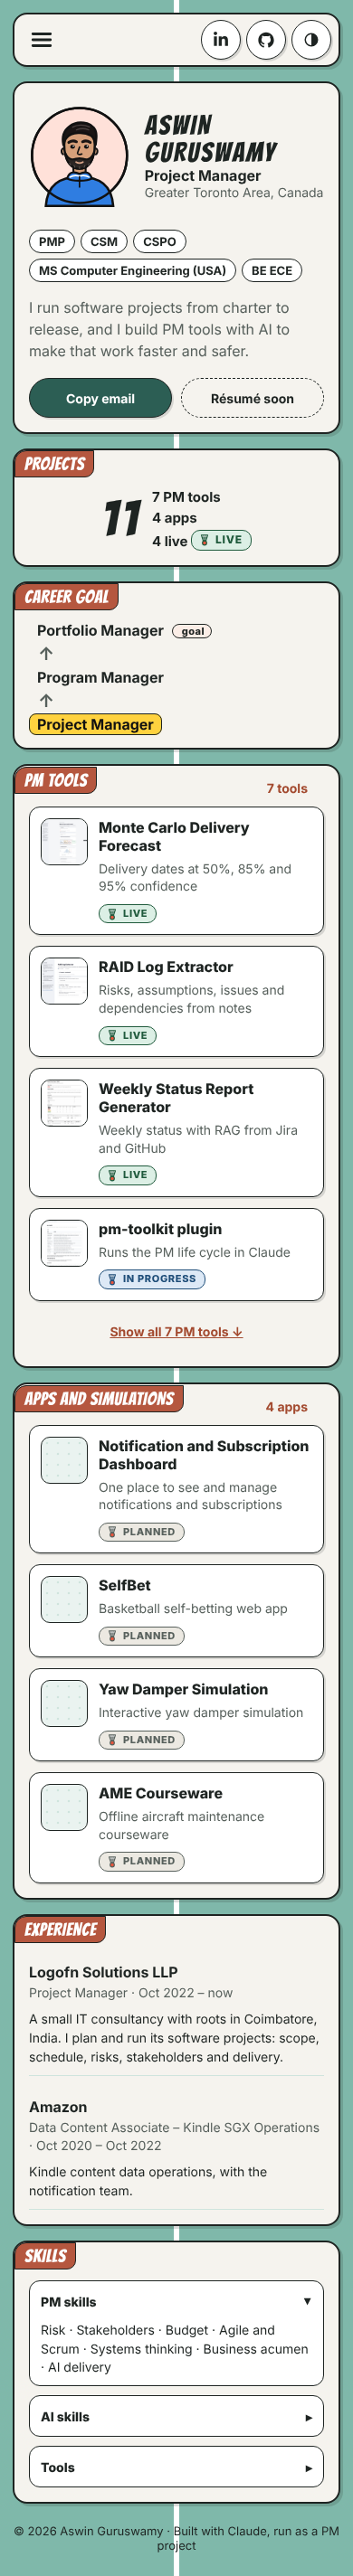 in
ASWIN
GURUSWAMY
Project Manager
Greater Toronto Area, Canada
PMP CSM CSPO
MS Computer Engineering (USA) BE ECE
I run software projects from charter to
release, and I build PM tools with AI to
make that work faster and safer.
Copy email Résumé soon
PROJECTS
11
7 PM tools
4 apps
4 live LIVE
CAREER GOAL
Portfolio Manager goal
↑
Program Manager
↑
Project Manager
PM TOOLS
7 tools
Monte Carlo Delivery
Forecast
Delivery dates at 50%, 85% and
95% confidence
LIVE
RAID Log Extractor
Risks, assumptions, issues and
dependencies from notes
LIVE
Weekly Status Report
Generator
Weekly status with RAG from Jira
and GitHub
LIVE
pm-toolkit plugin
Runs the PM life cycle in Claude
IN PROGRESS
Show all 7 PM tools ↓
APPS AND SIMULATIONS
4 apps
Notification and Subscription
Dashboard
One place to see and manage
notifications and subscriptions
PLANNED
SelfBet
Basketball self-betting web app
PLANNED
Yaw Damper Simulation
Interactive yaw damper simulation
PLANNED
AME Courseware
Offline aircraft maintenance
courseware
PLANNED
EXPERIENCE
Logofn Solutions LLP
Project Manager · Oct 2022 – now
A small IT consultancy with roots in Coimbatore,
India. I plan and run its software projects: scope,
schedule, risks, stakeholders and delivery.
Amazon
Data Content Associate – Kindle SGX Operations
· Oct 2020 – Oct 2022
Kindle content data operations, with the
notification team.
SKILLS
PM skills
Risk · Stakeholders · Budget · Agile and
Scrum · Systems thinking · Business acumen
· AI delivery
AI skills
Tools
© 2026 Aswin Guruswamy · Built with Claude, run as a PM
project